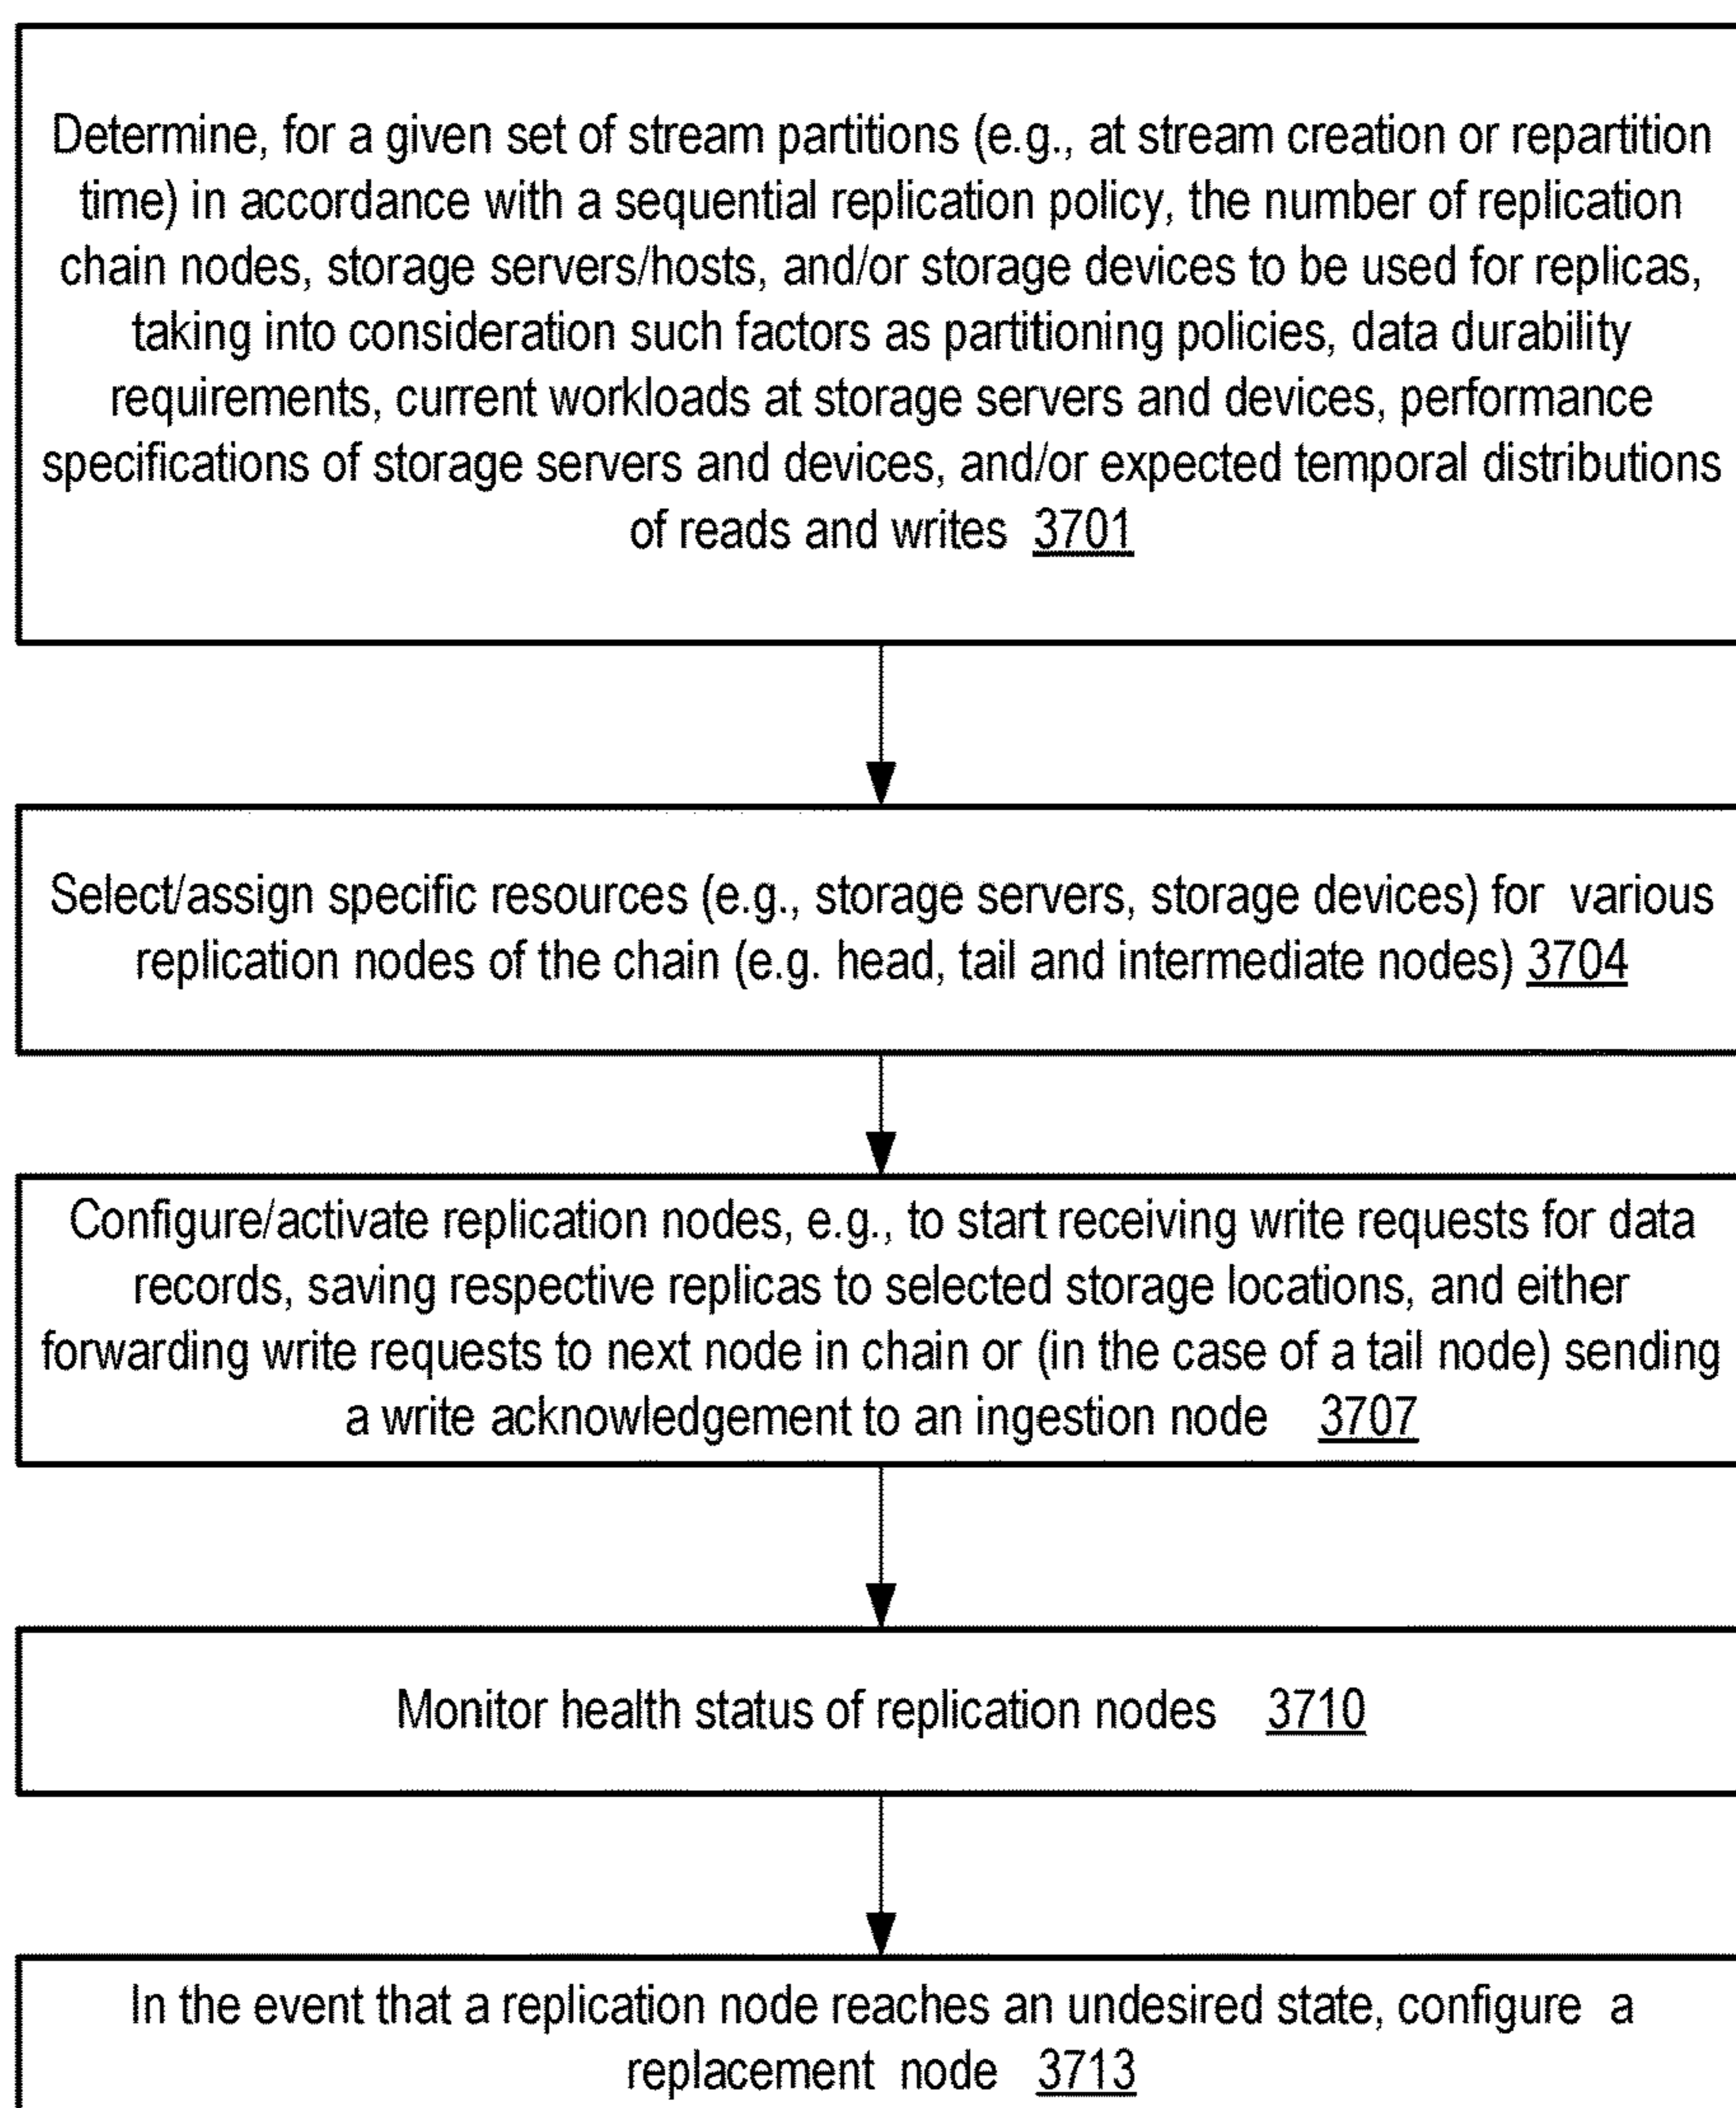 Determine, for a given set of stream partitions (e.g., at stream creation or repartition
time) in accordance with a sequential replication policy, the number of replication
chain nodes, storage servers/hosts, and/or storage devices to be used for replicas,
taking into consideration such factors as partitioning policies, data durability
requirements, current workloads at storage servers and devices, performance
specifications of storage servers and devices, and/or expected temporal distributions
of reads and writes 3701
Select/assign specific resources (e.g., storage servers, storage devices) for various
replication nodes of the chain (e.g. head, tail and intermediate nodes) 3704
Configure/activate replication nodes, e.g., to start receiving write requests for data
records, saving respective replicas to selected storage locations, and either
forwarding write requests to next node in chain or (in the case of a tail node) sending
a write acknowledgement to an ingestion node 3707
Monitor health status of replication nodes 3710
In the event that a replication node reaches an undesired state, configure a
replacement node 3713